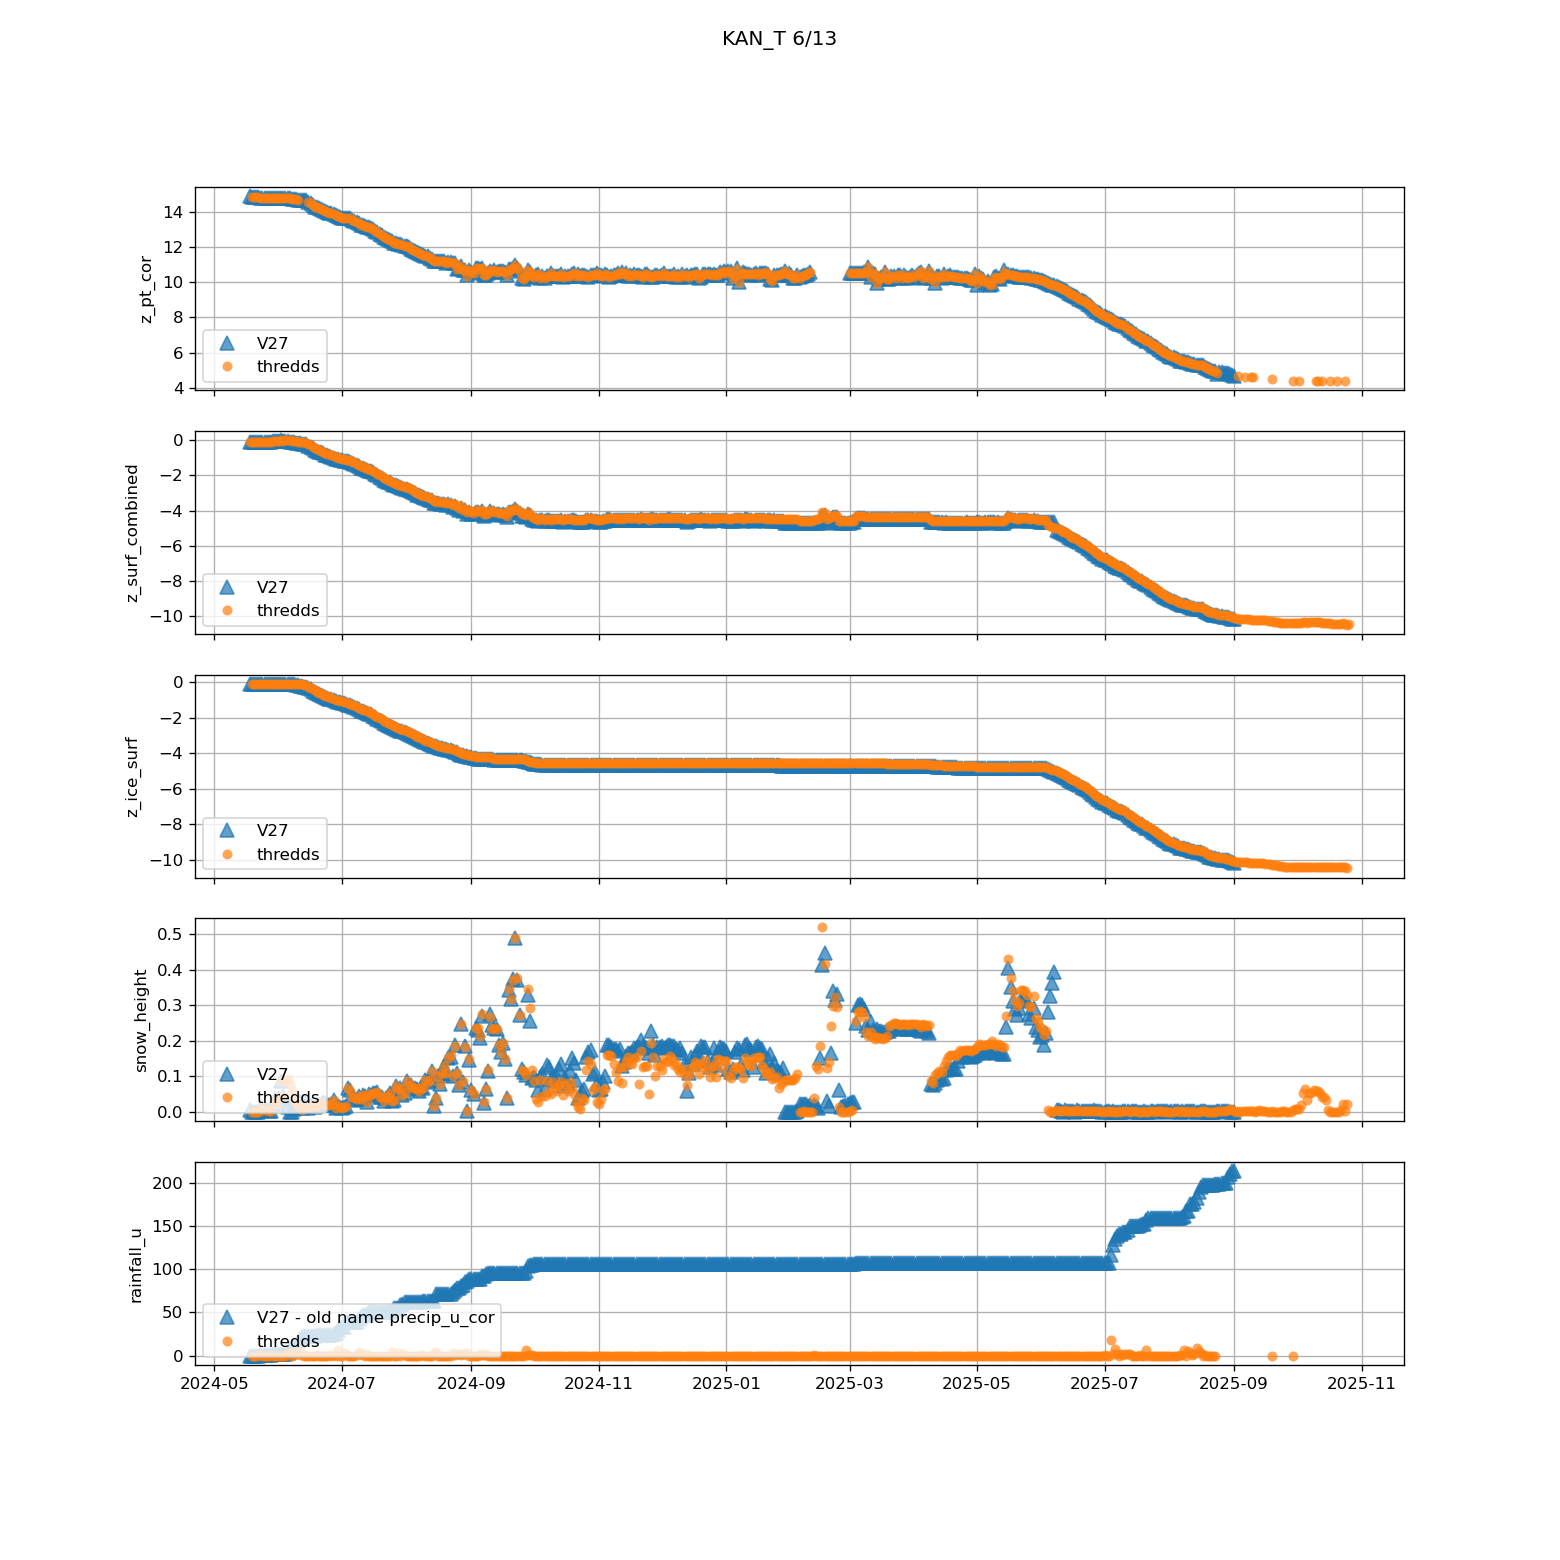 KAN_T 6/13
z_pt_cor
14
12
10
8
6
4
V27
thredds
z_surf_combined
0
−2
−4
−6
−8
−10
V27
thredds
z_ice_surf
0
−2
−4
−6
−8
−10
V27
thredds
snow_height
0.5
0.4
0.3
0.2
0.1
0.0
V27
thredds
rainfall_u
200
150
100
50
0
V27 - old name precip_u_cor
thredds
2024-05 2024-07 2024-09 2024-11 2025-01 2025-03 2025-05 2025-07 2025-09 2025-11